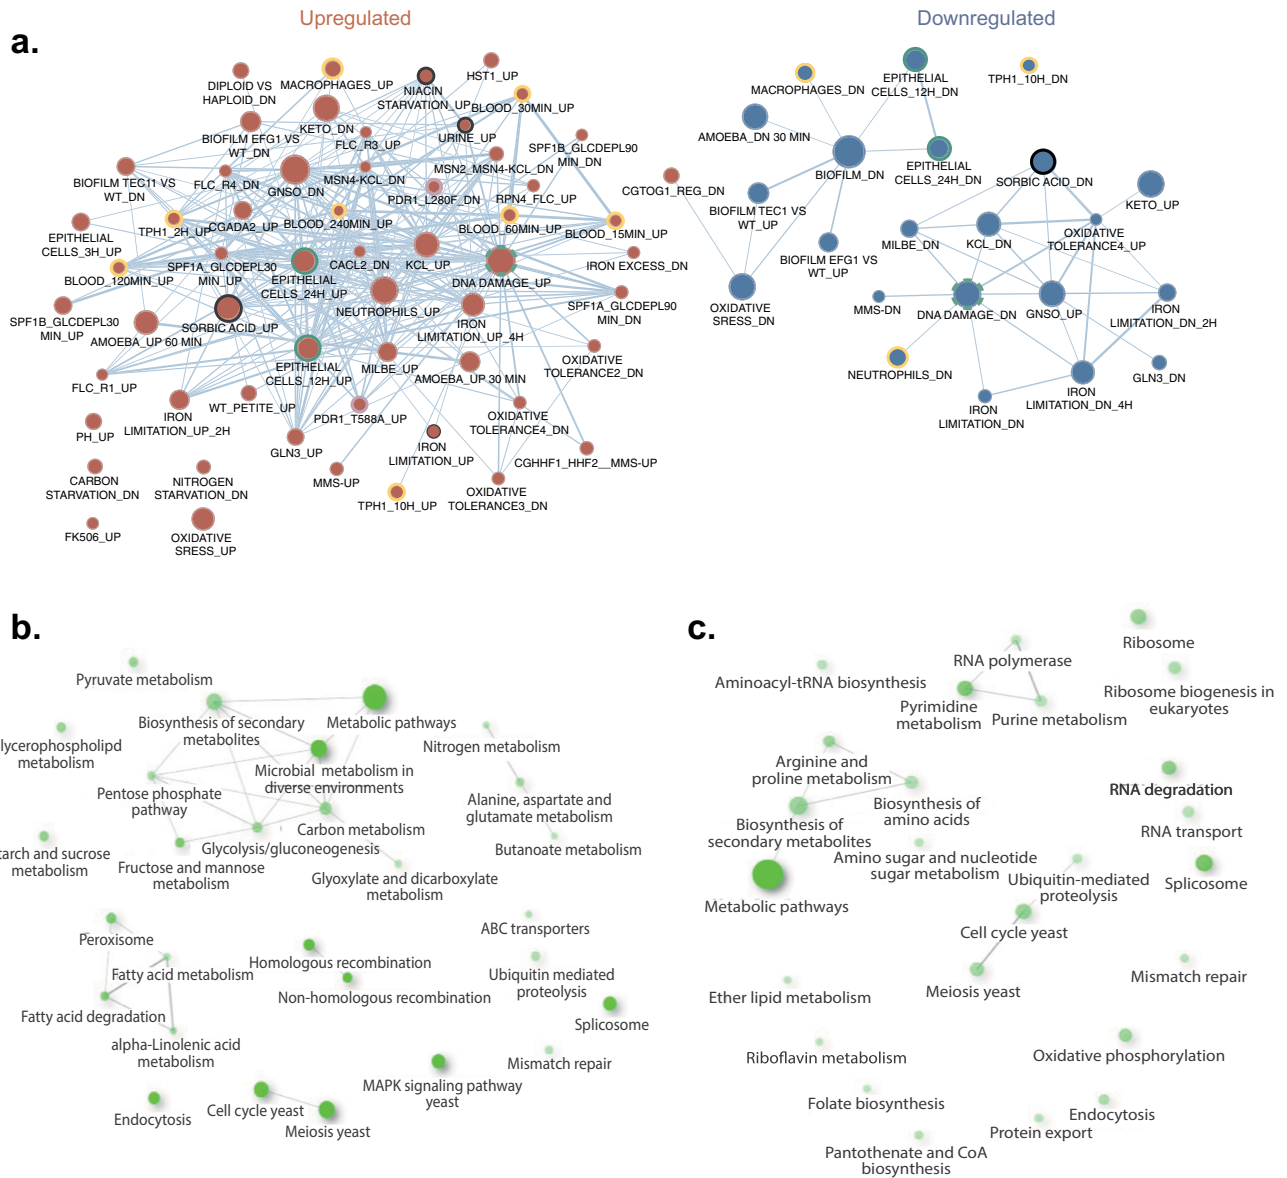 Upregulated
Downregulated
a.
DIPLOID VS
HAPLOID_DN
MACROPHAGES_UP
NIACIN
STARVATION_UP
HST1_UP
BLOOD_30MIN_UP
BIOFILM EFG1 VS
WT_DN
KETO_DN
FLC_R3_UP
URINE_UP
SPF1B_GLCDEPL90
MIN_DN
MSN2_MSN4-KCL_DN
BIOFILM TEC11 VS
WT_DN
FLC_R4_DN
GNSO_DN
MSN4-KCL_DN
PDR1_L280F_DN
RPN4_FLC_UP
EPITHELIAL
CELLS_3H_UP
TPH1_2H_UP
CGADA2_UP
BLOOD_240MIN_UP
BLOOD_60MIN_UP
BLOOD_15MIN_UP
BLOOD_120MIN_UP
SPF1A_GLCDEPL30
MIN_UP
EPITHELIAL
CELLS_24H_UP
CACL2_DN
KCL_UP
DNA DAMAGE_UP
IRON EXCESS_DN
SPF1B_GLCDEPL30
MIN_UP
AMOEBA_UP 60 MIN
SORBIC ACID_UP
NEUTROPHILS_UP
IRON
LIMITATION_UP_4H
SPF1A_GLCDEPL90
MIN_DN
FLC_R1_UP
EPITHELIAL
CELLS_12H_UP
MILBE_UP
AMOEBA_UP 30 MIN
OXIDATIVE
TOLERANCE2_DN
IRON
LIMITATION_UP_2H
WT_PETITE_UP
PDR1_T588A_UP
OXIDATIVE
TOLERANCE4_DN
PH_UP
GLN3_UP
IRON
LIMITATION_UP
CGHHF1_HHF2__MMS-UP
CARBON
STARVATION_DN
NITROGEN
STARVATION_DN
MMS-UP
TPH1_10H_UP
OXIDATIVE
TOLERANCE3_DN
FK506_UP
OXIDATIVE
SRESS_UP
MACROPHAGES_DN
EPITHELIAL
CELLS_12H_DN
TPH1_10H_DN
AMOEBA_DN 30 MIN
BIOFILM_DN
EPITHELIAL
CELLS_24H_DN
SORBIC ACID_DN
CGTOG1_REG_DN
BIOFILM TEC1 VS
WT_UP
KETO_UP
MILBE_DN
KCL_DN
OXIDATIVE
TOLERANCE4_UP
BIOFILM EFG1 VS
WT_UP
OXIDATIVE
SRESS_DN
MMS-DN
DNA DAMAGE_DN
GNSO_UP
IRON
LIMITATION_DN_2H
NEUTROPHILS_DN
IRON
LIMITATION_DN
IRON
LIMITATION_DN_4H
GLN3_DN
b.
Pyruvate metabolism
Biosynthesis of secondary
metabolites
Metabolic pathways
lycerophospholipd
metabolism
Nitrogen metabolism
Microbial metabolism in
diverse environments
Pentose phosphate
pathway
Alanine, aspartate and
glutamate metabolism
Carbon metabolism
Glycolysis/gluconeogenesis
Butanoate metabolism
tarch and sucrose
metabolism
Fructose and mannose
metabolism
Glyoxylate and dicarboxylate
metabolism
Peroxisome
ABC transporters
Fatty acid metabolism
Homologous recombination
Ubiquitin mediated
proteolysis
Non-homologous recombination
Fatty acid degradation
Splicosome
alpha-Linolenic acid
metabolism
Mismatch repair
MAPK signaling pathway
yeast
Endocytosis
Cell cycle yeast
Meiosis yeast
c.
Ribosome
RNA polymerase
Aminoacyl-tRNA biosynthesis
Ribosome biogenesis in
eukaryotes
Pyrimidine
metabolism
Purine metabolism
Arginine and
proline metabolism
RNA degradation
Biosynthesis of
amino acids
Biosynthesis of
secondary metabolites
RNA transport
Amino sugar and nucleotide
sugar metabolism
Ubiquitin-mediated
proteolysis
Splicosome
Metabolic pathways
Cell cycle yeast
Mismatch repair
Meiosis yeast
Ether lipid metabolism
Riboflavin metabolism
Oxidative phosphorylation
Folate biosynthesis
Endocytosis
Protein export
Pantothenate and CoA
biosynthesis